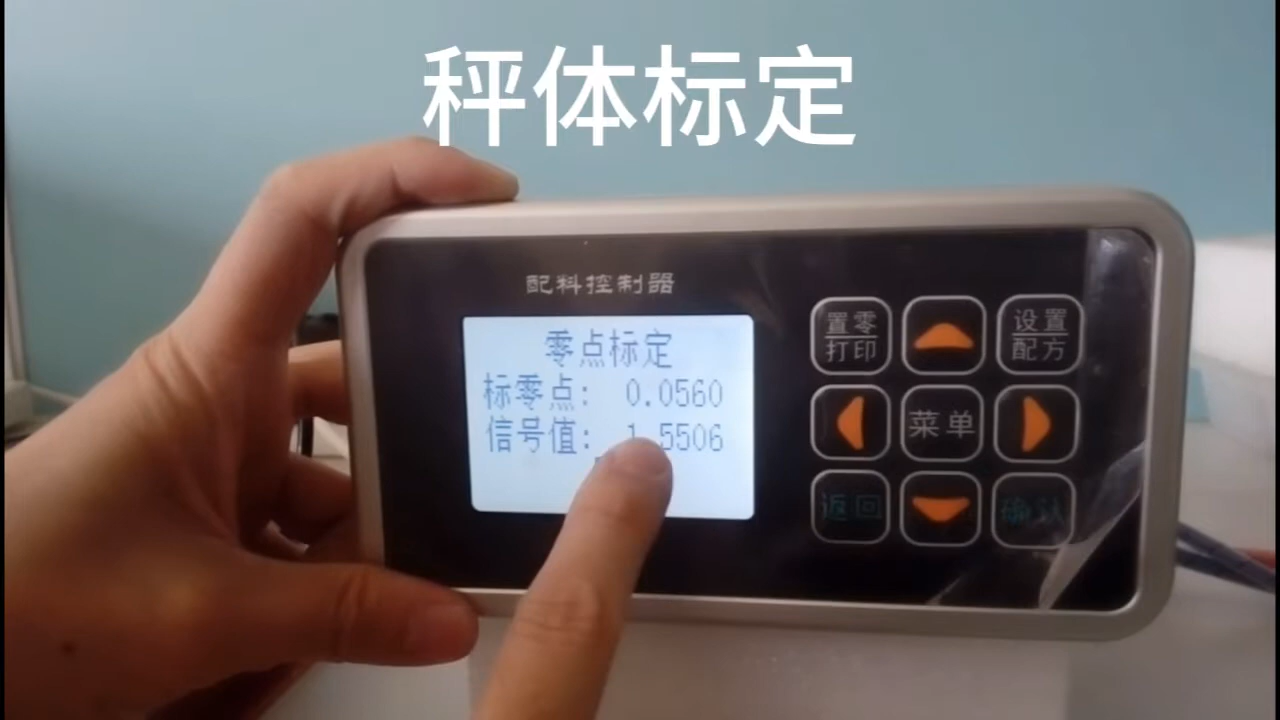 秤体标定
配料控制器
零点标定
标零点: 0.0560
信号值: 1.5506
置零
打印
设置
配方
菜单
返回
确认